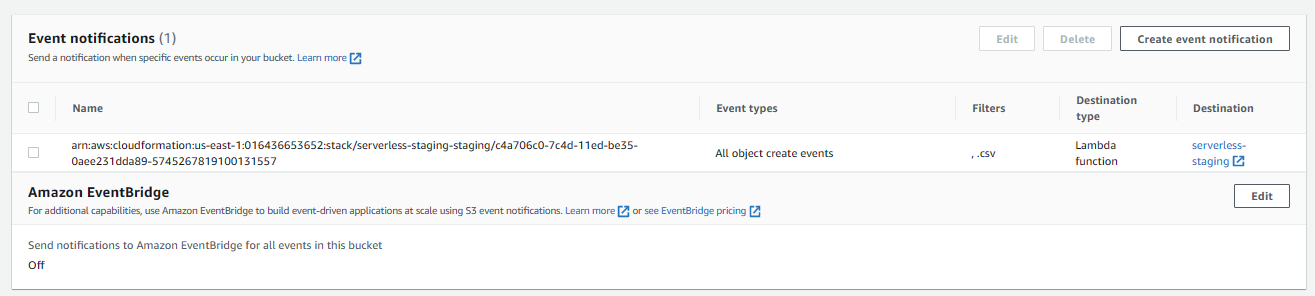 Event notifications (1)
Edit
Delete
Create event notification
Send a notification when specific events occur in your bucket. Learn more
Name
Event types
Filters
Destination
type
Destination
arn:aws:cloudformation:us-east-1:016436653652:stack/serverless-staging-staging/c4a706c0-7c4d-11ed-be35-
0aee231dda89-5745267819100131557
All object create events
, .csv
Lambda
function
serverless-
staging
Amazon EventBridge
Edit
For additional capabilities, use Amazon EventBridge to build event-driven applications at scale using S3 event notifications. Learn more or see EventBridge pricing
Send notifications to Amazon EventBridge for all events in this bucket
Off